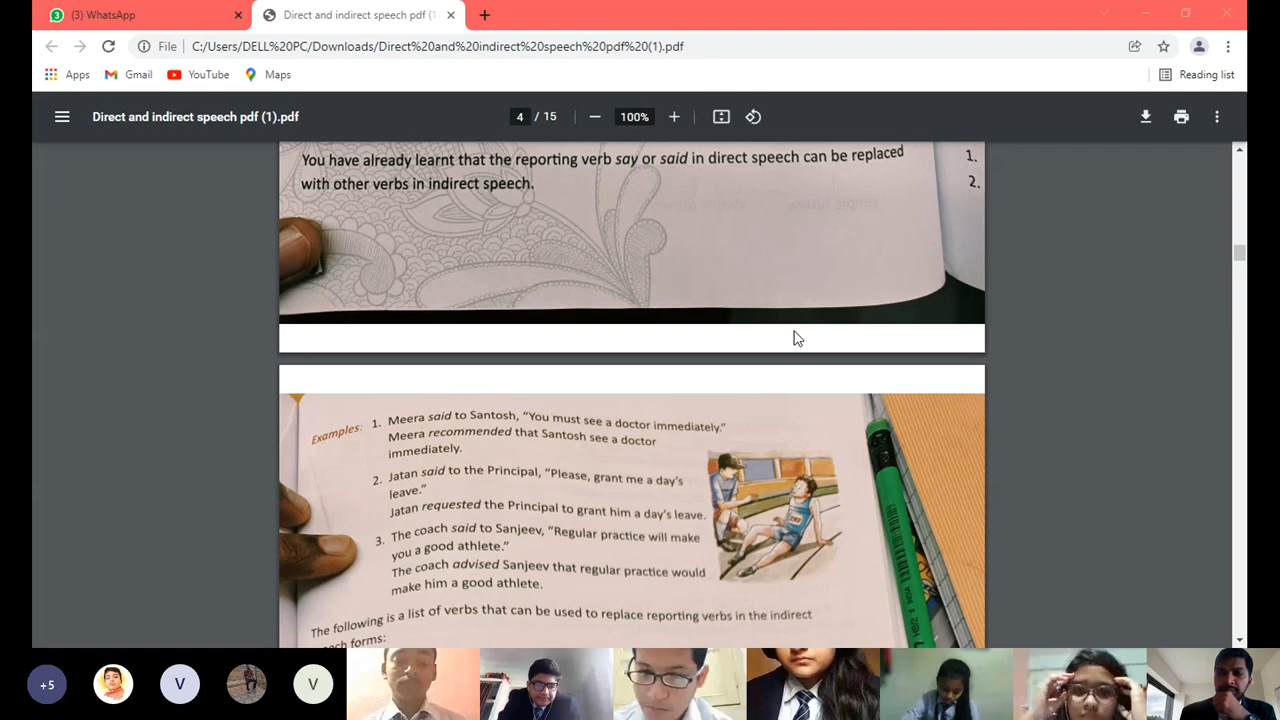 (3) WhatsApp
Direct and indirect speech pdf (1
File
C:/Users/DELL%20PC/Downloads/Direct%20and%20indirect%20speech%20pdf%20(1).pdf
Apps
Gmail
YouTube
Maps
Reading list
Direct and indirect speech pdf (1).pdf
4 / 15
100%
You have already learnt that the reporting verb say or said in direct speech can be replaced
with other verbs in indirect speech.
1.
2.
Examples: 1. Meera said to Santosh, "You must see a doctor immediately."
Meera recommended that Santosh see a doctor
immediately.
2. Jatan said to the Principal, "Please, grant me a day's
leave."
Jatan requested the Principal to grant him a day's leave.
3. The coach said to Sanjeev, "Regular practice will make
you a good athlete."
The coach advised Sanjeev that regular practice would
make him a good athlete.
The following is a list of verbs that can be used to replace reporting verbs in the indirect
forms:
HB/2
INDIA
+5
V
V